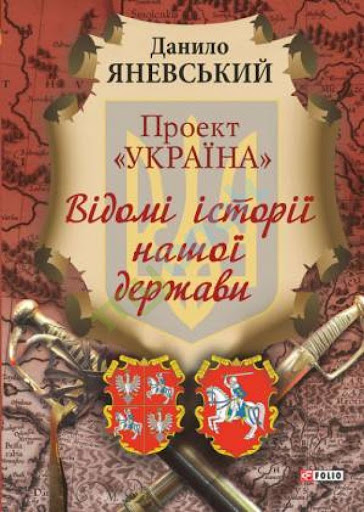 Данило
ЯНЕВСЬКИЙ
Проект
«УКРАЇНА»
Відомі історії
нашої
держави
FOLIO